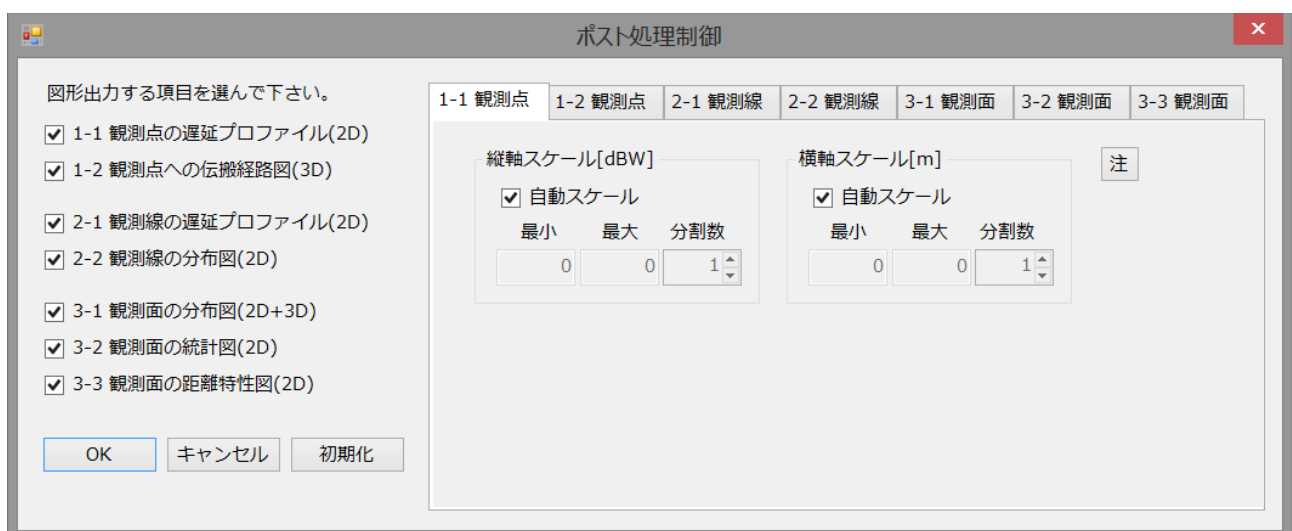 ポスト処理制御
図形出力する項目を選んで下さい。
1-1 観測点の遅延プロファイル(2D)
1-2 観測点への伝搬経路図(3D)
2-1 観測線の遅延プロファイル(2D)
2-2 観測線の分布図(2D)
3-1 観測面の分布図(2D+3D)
3-2 観測面の統計図(2D)
3-3 観測面の距離特性図(2D)
OK キャンセル 初期化
1-1 観測点 1-2 観測点 2-1 観測線 2-2 観測線 3-1 観測面 3-2 観測面 3-3 観測面
縦軸スケール[dBW]
自動スケール
最小 最大 分割数
0 0 1
横軸スケール[m]
自動スケール
最小 最大 分割数
0 0 1
注